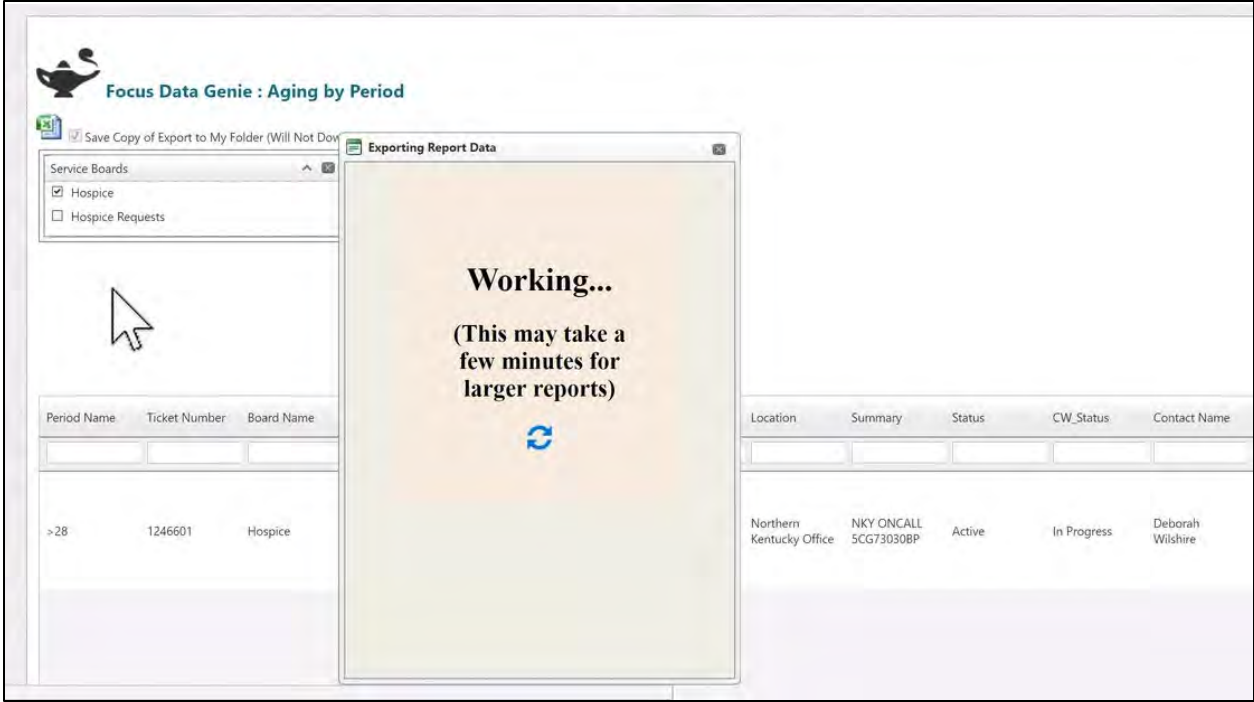 Focus Data Genie : Aging by Period
Save Copy of Export to My Folder (Will Not Dow
Service Boards
Hospice
Hospice Requests
Exporting Report Data
Working...
(This may take a
few minutes for
larger reports)
Period Name Ticket Number Board Name Location Summary Status CW_Status Contact Name
>28 1246601 Hospice Northern Kentucky Office NKY ONCALL 5CG73030BP Active In Progress Deborah Wilshire